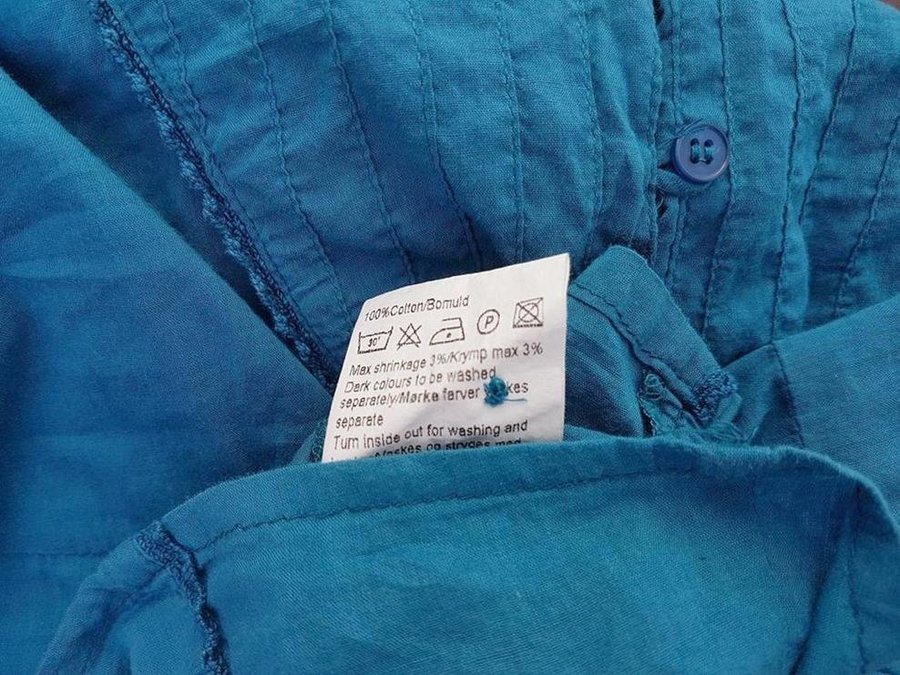 100%Cotton/Bomuld
30° P
Max shrinkage 3%/Krymp max 3%
Dark colours to be washed
separately/Mørke farver
separate
Turn inside out for washing and